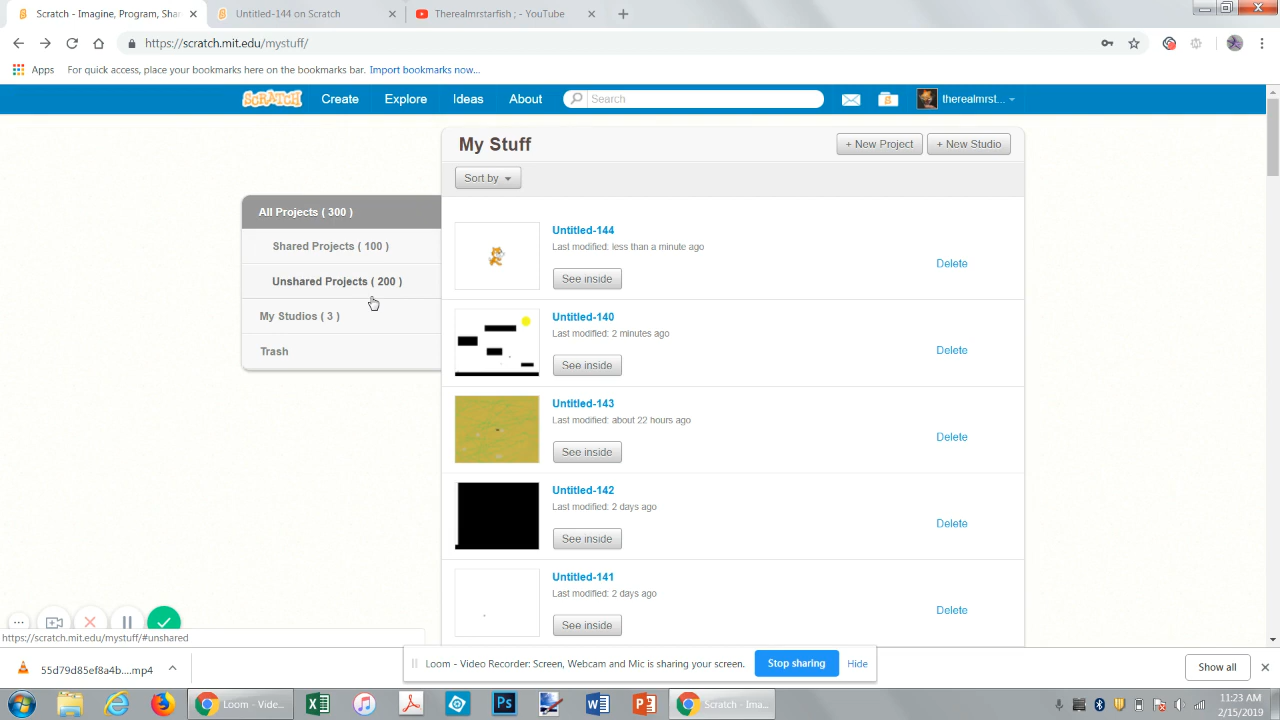 Scratch - Imagine, Program, Shar
Untitled-144 on Scratch
Therealmrstarfish ; - YouTube
https://scratch.mit.edu/mystuff/
Apps
For quick access, place your bookmarks here on the bookmarks bar. Import bookmarks now...
SCRATCH
Create
Explore
Ideas
About
Search
therealmrst...
My Stuff
+ New Project
+ New Studio
Sort by
All Projects ( 300 )
Shared Projects ( 100 )
Unshared Projects ( 200 )
My Studios ( 3 )
Trash
Untitled-144
Last modified: less than a minute ago
See inside
Delete
Untitled-140
Last modified: 2 minutes ago
See inside
Delete
Untitled-143
Last modified: about 22 hours ago
See inside
Delete
Untitled-142
Last modified: 2 days ago
See inside
Delete
Untitled-141
Last modified: 2 days ago
See inside
Delete
https://scratch.mit.edu/mystuff/#unshared
55d79d85ef8a4b....mp4
Loom - Video Recorder: Screen, Webcam and Mic is sharing your screen.
Stop sharing
Hide
Show all
Loom - Vide...
Scratch - Ima...
11:23 AM
2/15/2019